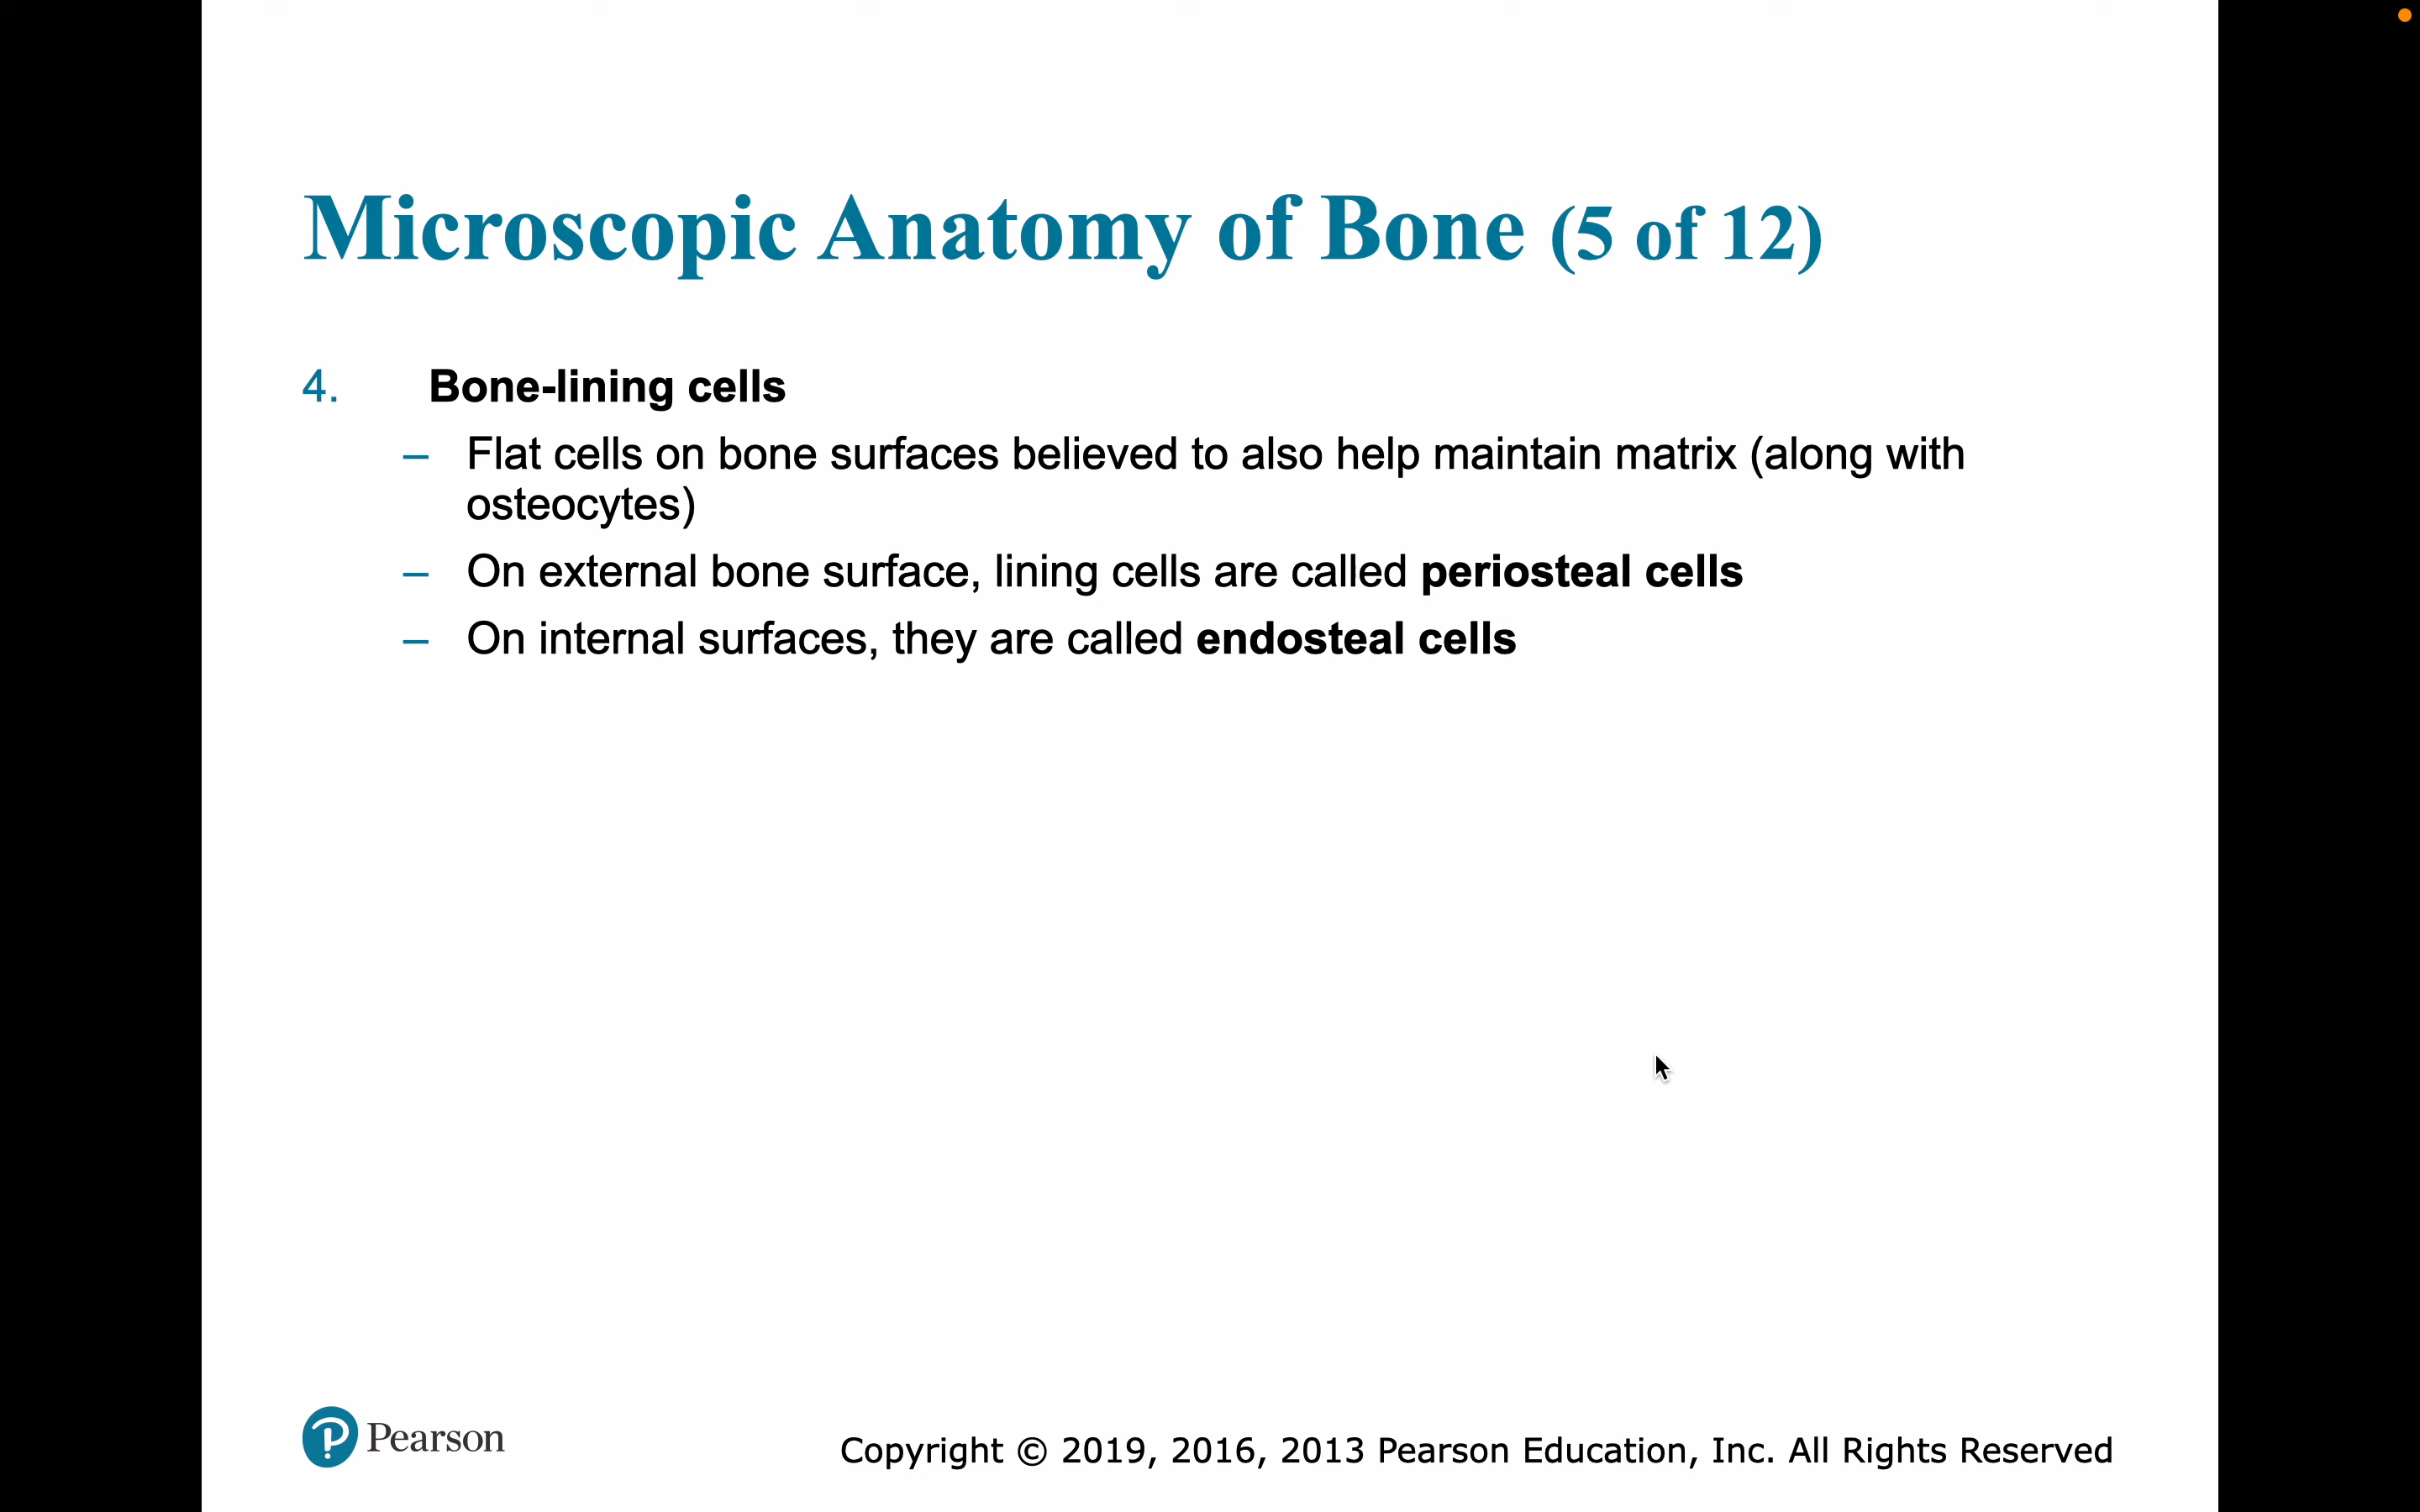 Microscopic Anatomy of Bone (5 of 12)
4. Bone-lining cells
– Flat cells on bone surfaces believed to also help maintain matrix (along with
osteocytes)
– On external bone surface, lining cells are called periosteal cells
– On internal surfaces, they are called endosteal cells
Pearson
Copyright © 2019, 2016, 2013 Pearson Education, Inc. All Rights Reserved